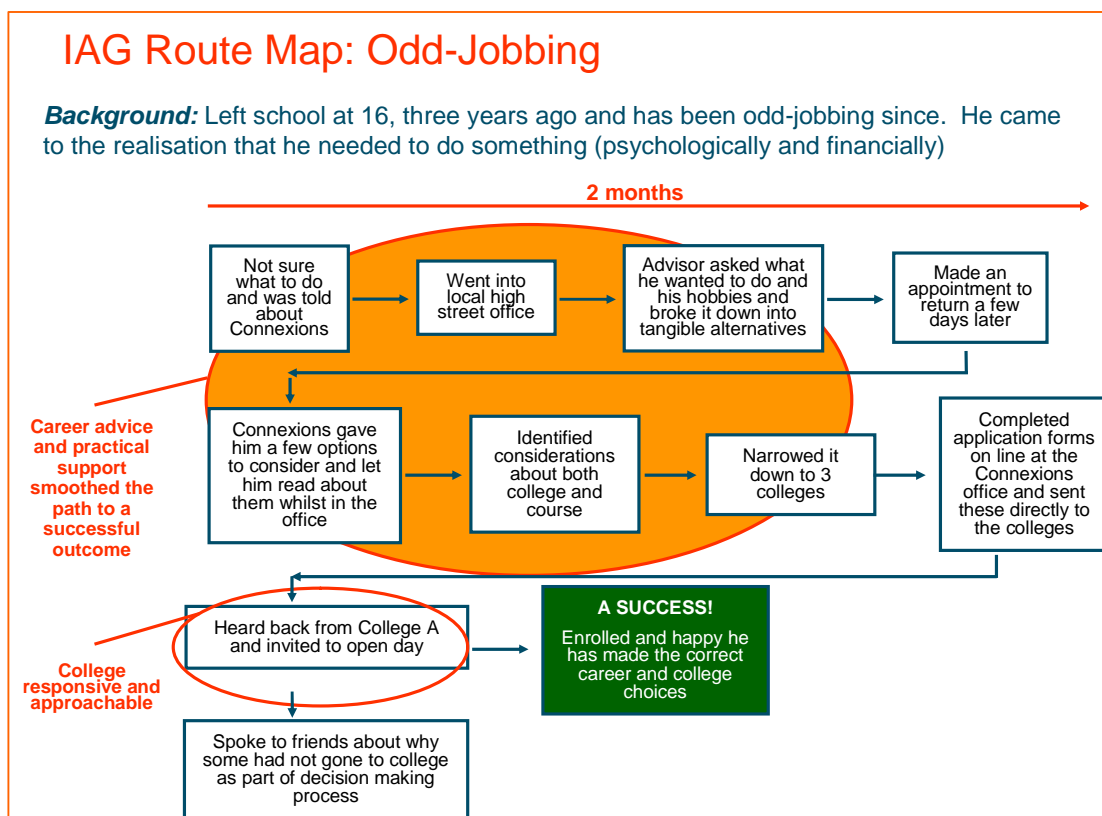 IAG Route Map: Odd-Jobbing
Background: Left school at 16, three years ago and has been odd-jobbing since. He came
to the realisation that he needed to do something (psychologically and financially)
2 months
Not sure
what to do
and was told
about
Connexions
Went into
local high
street office
Advisor asked what
he wanted to do and
his hobbies and
broke it down into
tangible alternatives
Made an
appointment to
return a few
days later
Career advice
and practical
support
smoothed the
path to a
successful
outcome
Connexions gave
him a few options
to consider and let
him read about
them whilst in the
office
Identified
considerations
about both
college and
course
Narrowed it
down to 3
colleges
Completed
application forms
on line at the
Connexions
office and sent
these directly to
the colleges
Heard back from College A
and invited to open day
A SUCCESS!
Enrolled and happy he
has made the correct
career and college
choices
College
responsive and
approachable
Spoke to friends about why
some had not gone to college
as part of decision making
process